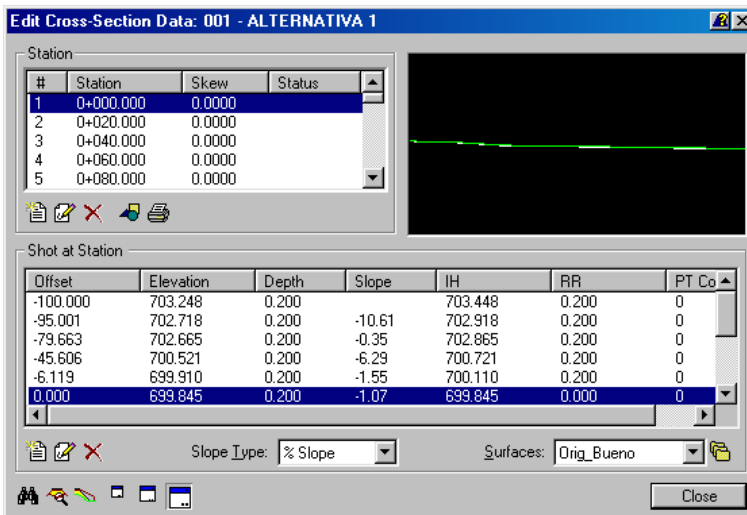 Edit Cross-Section Data: 001 - ALTERNATIVA 1
Station
# Station Skew Status
1 0+000.000 0.0000
2 0+020.000 0.0000
3 0+040.000 0.0000
4 0+060.000 0.0000
5 0+080.000 0.0000
Shot at Station
Offset Elevation Depth Slope IH RR PT Co
-100.000 703.248 0.200 703.448 0.200 0
-95.001 702.718 0.200 -10.61 702.918 0.200 0
-79.663 702.665 0.200 -0.35 702.865 0.200 0
-45.606 700.521 0.200 -6.29 700.721 0.200 0
-6.119 699.910 0.200 -1.55 700.110 0.200 0
0.000 699.845 0.200 -1.07 699.845 0.000 0
Slope Type: % Slope Surfaces: Orig_Bueno
Close